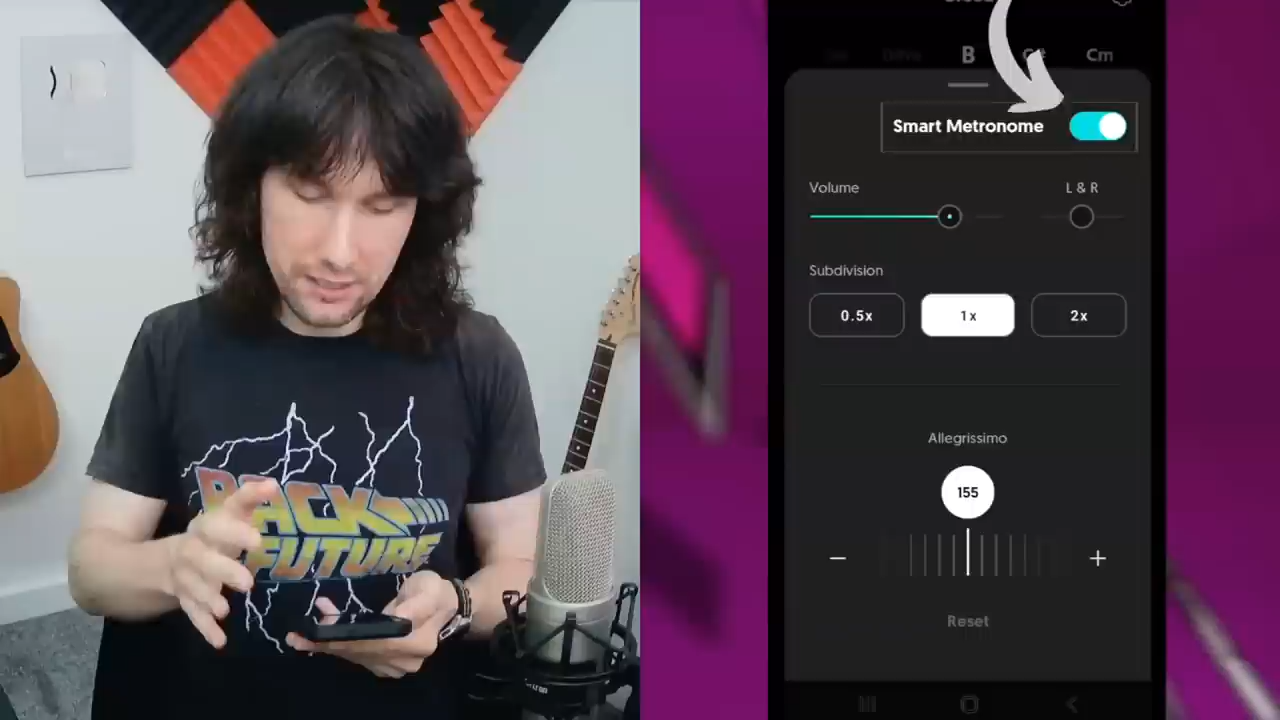 BACK
FUTURE
B
Cm
Smart Metronome
Volume
L & R
Subdivision
0.5x
1x
2x
Allegrissimo
155
Reset